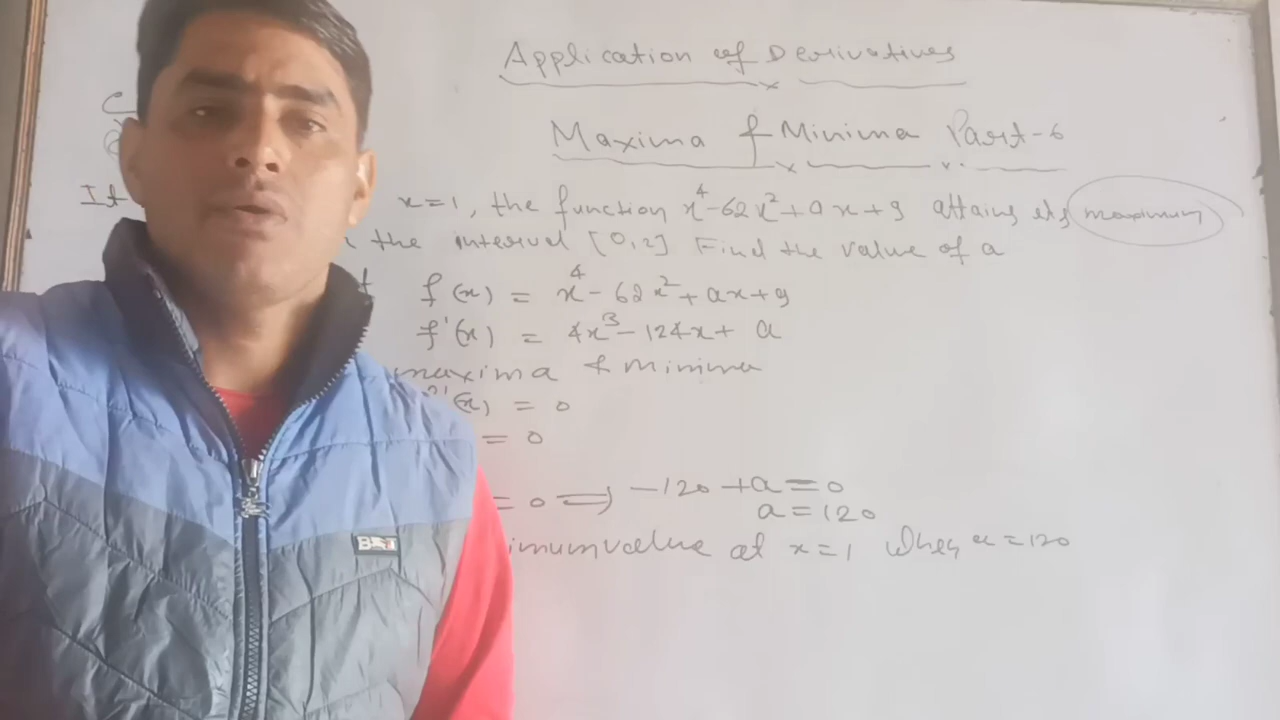 Application of Derivatives
Maxima & Minima Part-6
It x=1, the function x⁴-62x²+ax+9 attains its maximum
the interval [0,2] Find the value of a
f(x) = x⁴-62x²+ax+9
f'(x) = 4x³-124x+a
maxima & Minima
(x) = 0
= 0
= 0 ⟹ -120+a=0
a=120
imum value at x=1 when a=120